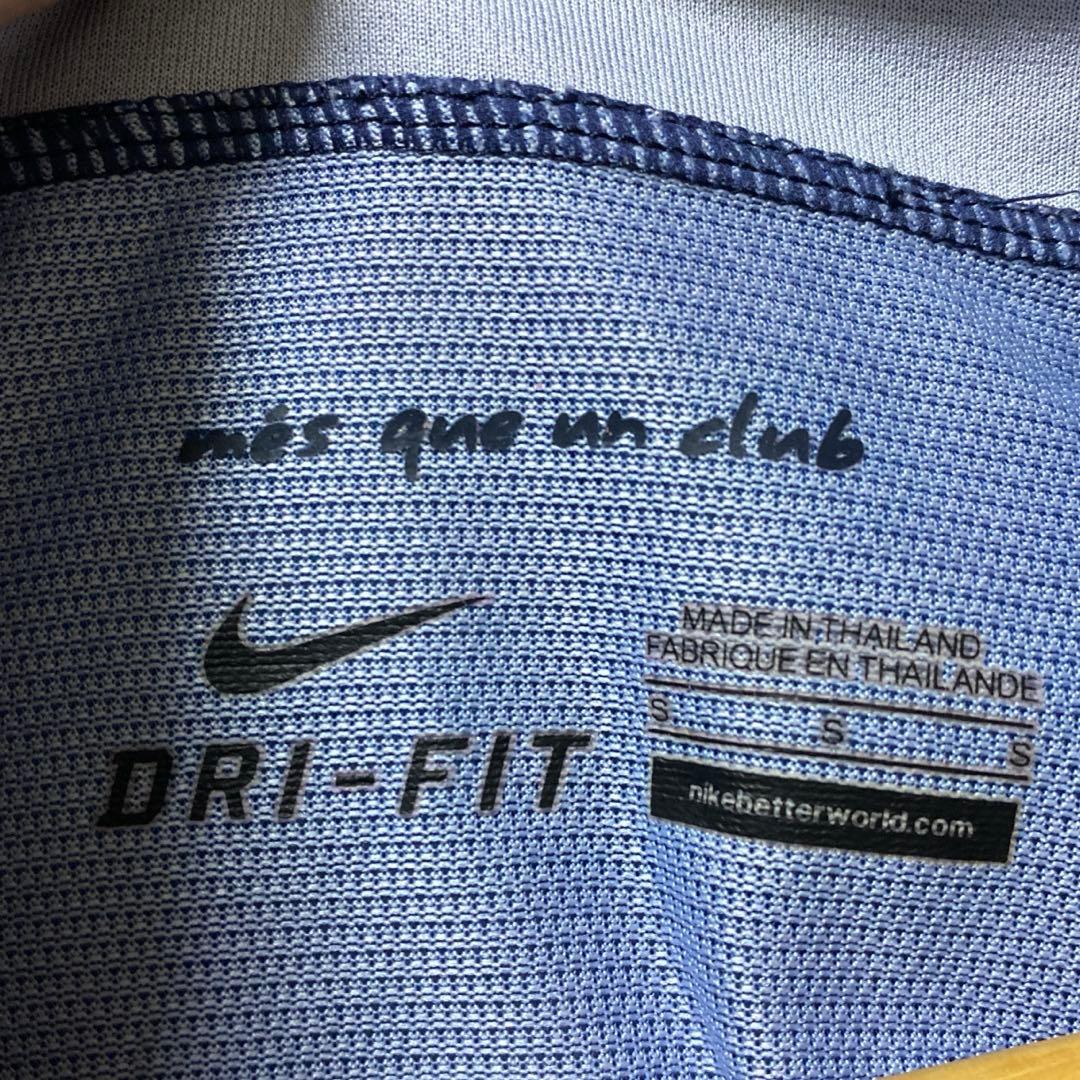 més que un club
DRI-FIT
MADE IN THAILAND
FABRIQUE EN THAILANDE
S S S
nikebetterworld.com